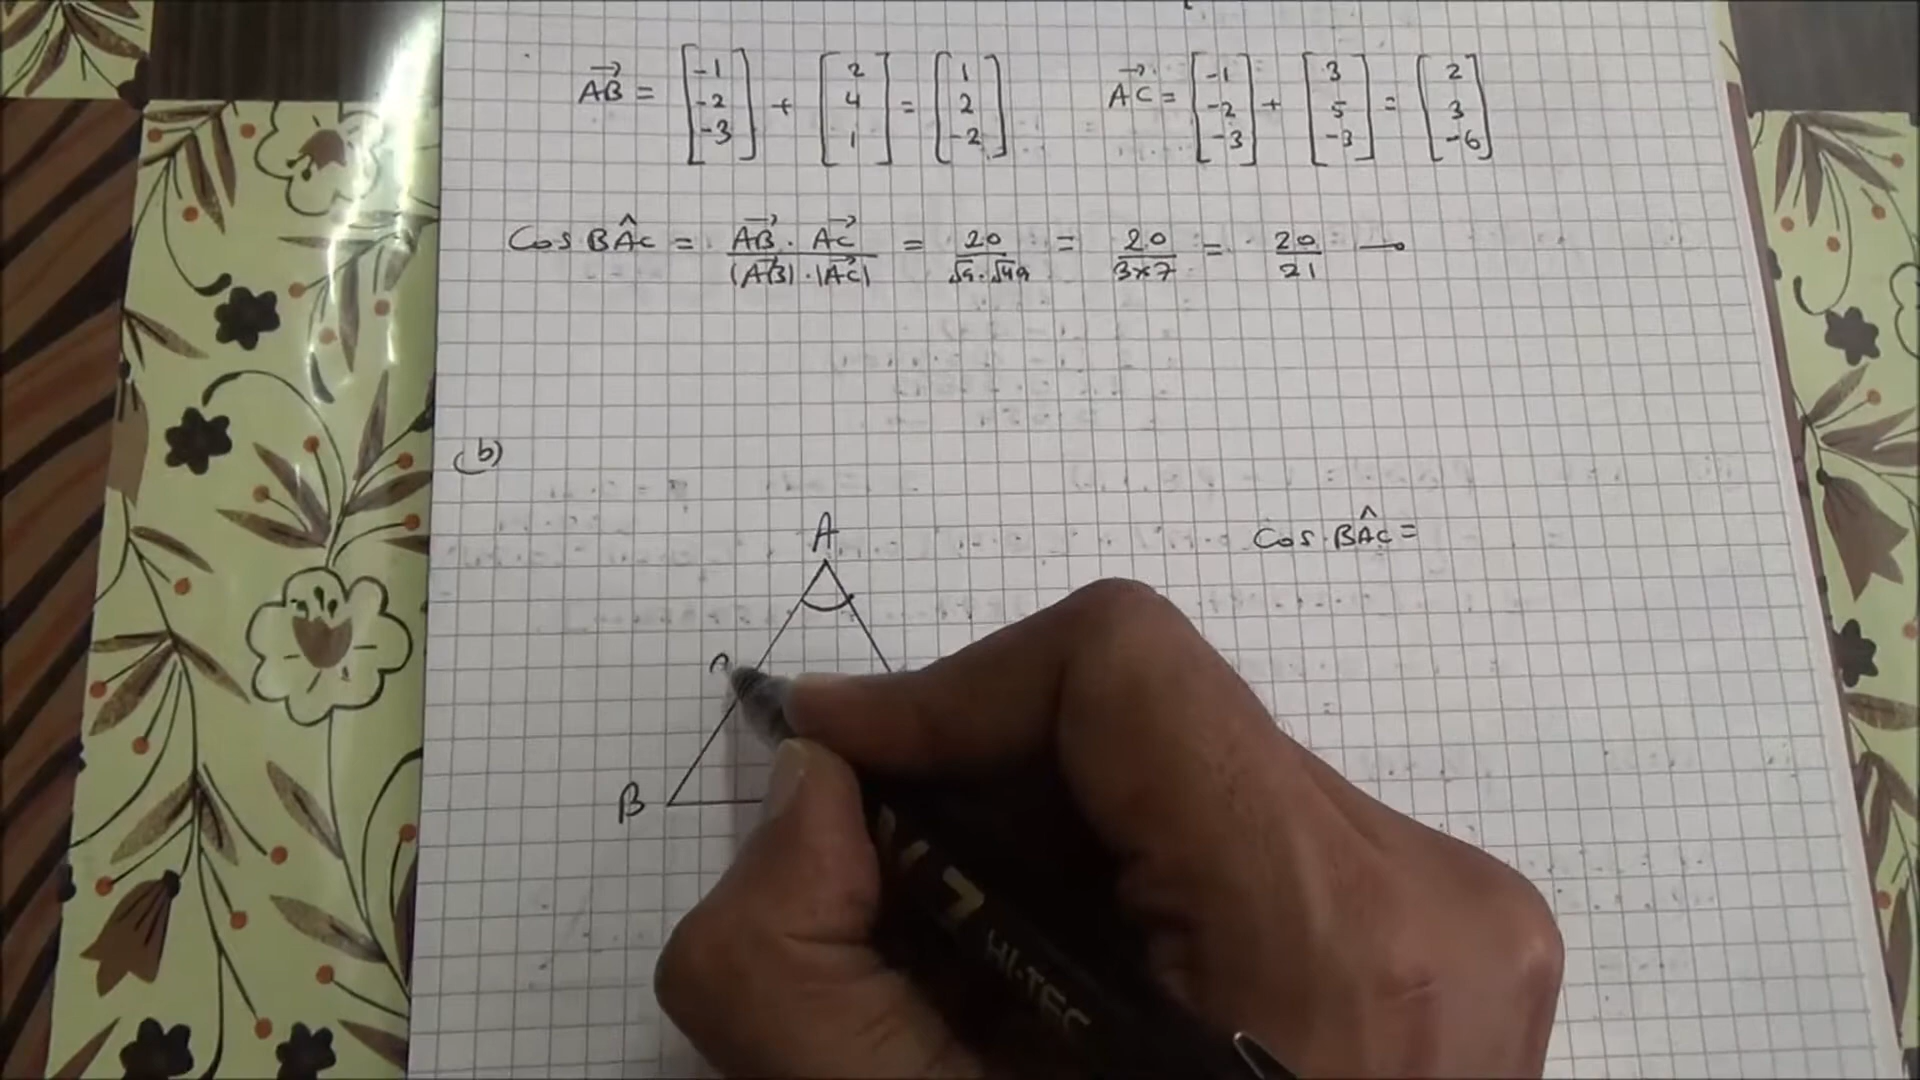 AB = [-1 -2 -3] + [2 4 1] = [1 2 -2] AC = [-1 -2 -3] + [3 5 -3] = [2 3 -6]
Cos BÂC = AB . AC / |AB| . |AC| = 20 / √9 . √49 = 20 / 3×7 = 20 / 21
b)
A
Cos BÂC =
B
7
HI-TEC